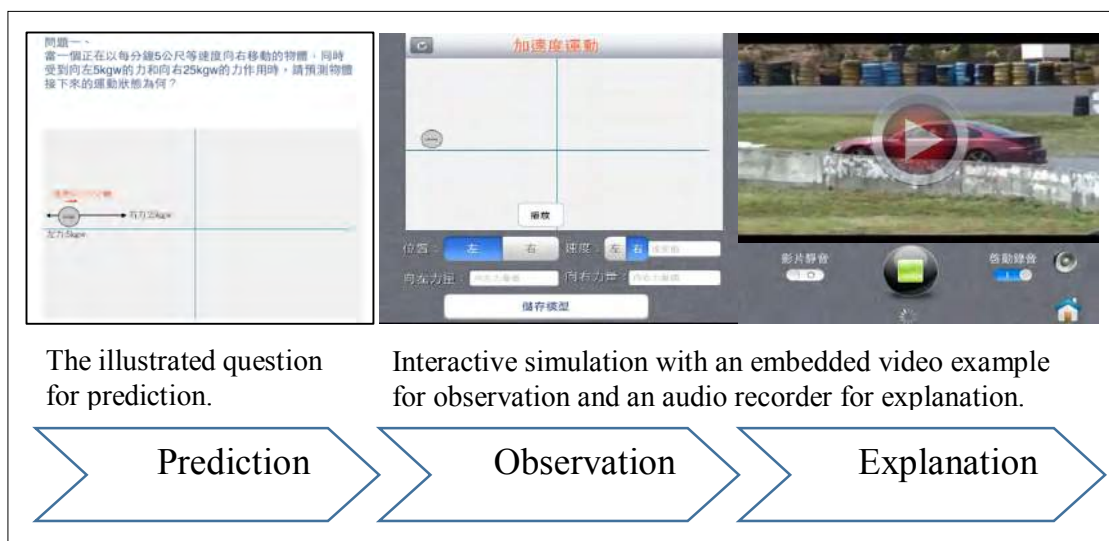 問題一、
當一個正在以每分鐘5公尺等速度向右移動的物體,同時
受到向左5kgw的力和向右25kgw的力作用時,請預測物體
接下來的運動狀態為何?
右力25kgw
左力5kgw
加速度運動
播放
位置: 左 右 速度: 左 右
向左力量: 向右力量:
儲存模型
影片靜音
啓動錄音
The illustrated question
for prediction.
Interactive simulation with an embedded video example
for observation and an audio recorder for explanation.
Prediction
Observation
Explanation